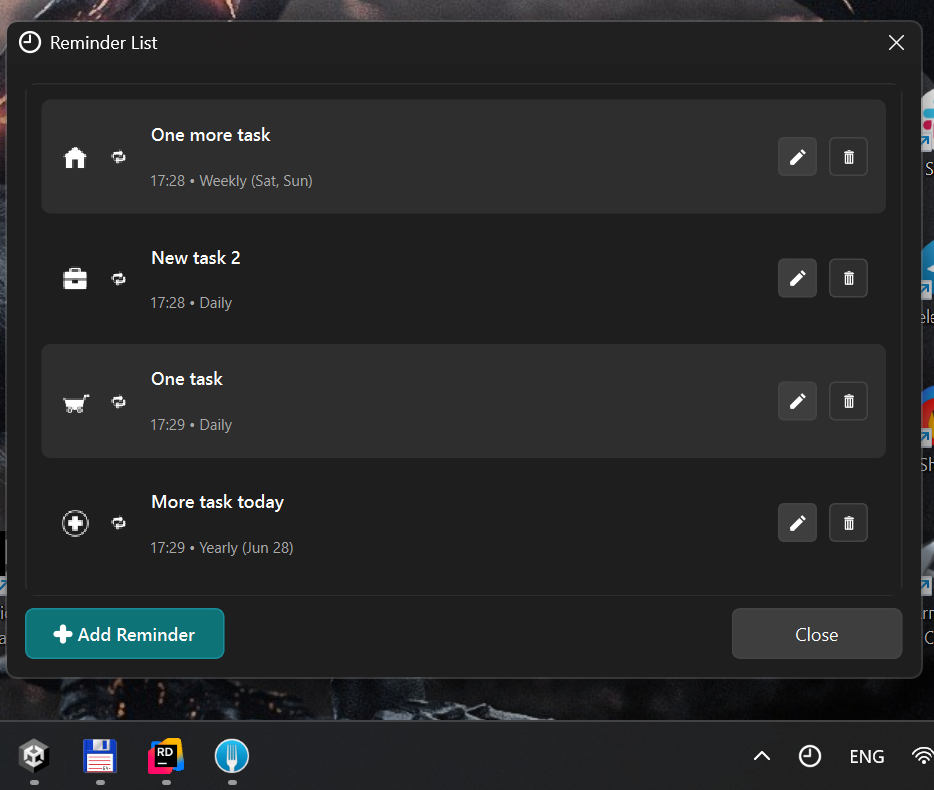 Reminder List
One more task
17:28 • Weekly (Sat, Sun)
New task 2
17:28 • Daily
One task
17:29 • Daily
More task today
17:29 • Yearly (Jun 28)
Add Reminder
Close
RD
ENG